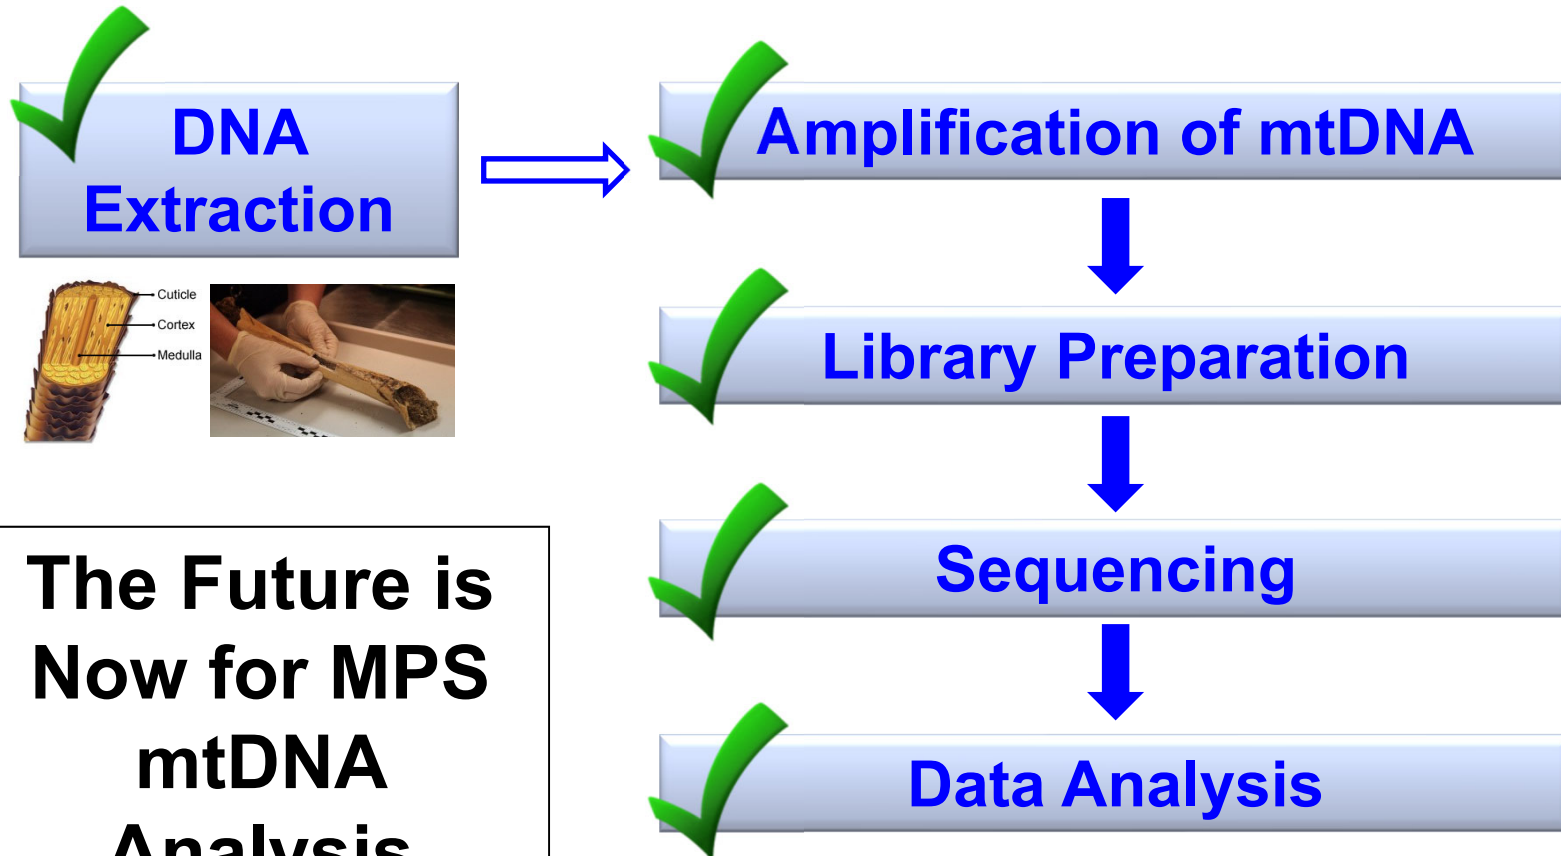 DNA
Extraction
Cuticle
Cortex
Medulla
The Future is
Now for MPS
mtDNA
Analysis
Amplification of mtDNA
Library Preparation
Sequencing
Data Analysis